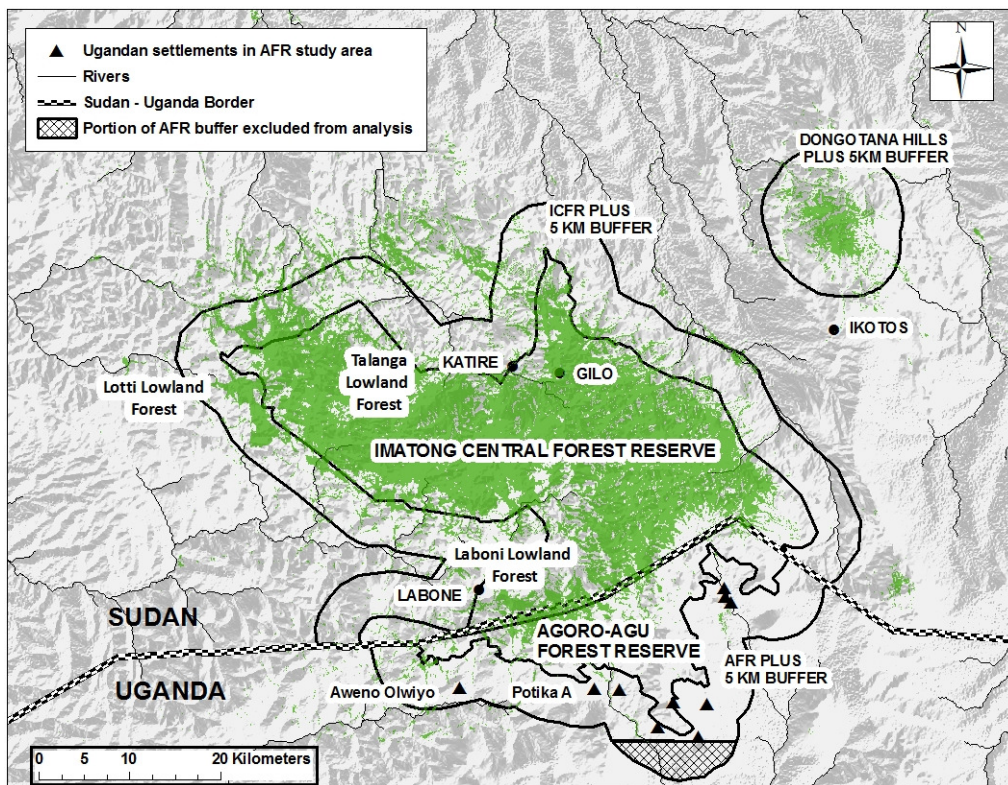 Ugandan settlements in AFR study area
Rivers
Sudan - Uganda Border
Portion of AFR buffer excluded from analysis
N
DONGOTANA HILLS
PLUS 5KM BUFFER
ICFR PLUS
5 KM BUFFER
IKOTOS
KATIRE
GILO
Talanga
Lowland
Forest
Lotti Lowland
Forest
IMATONG CENTRAL FOREST RESERVE
Laboni Lowland
Forest
LABONE
SUDAN
UGANDA
AGORO-AGU
FOREST RESERVE
AFR PLUS
5 KM BUFFER
Aweno Olwiyo
Potika A
0 5 10 20 Kilometers